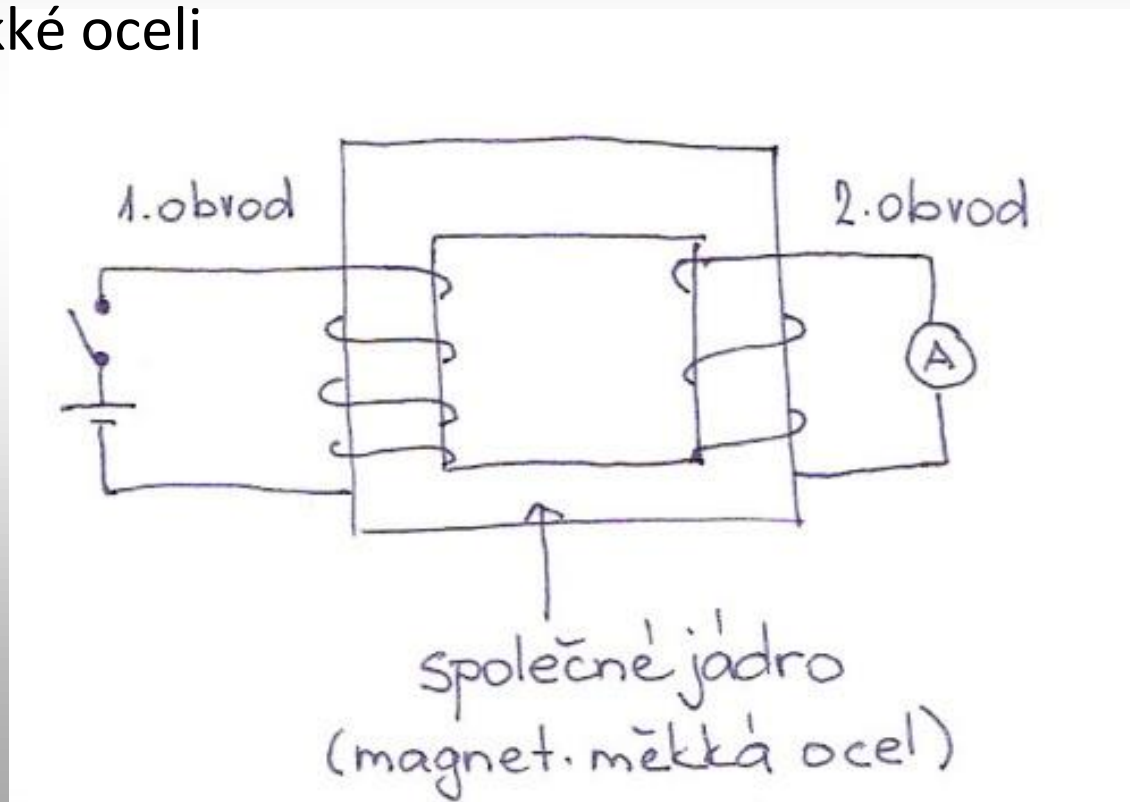 ké oceli
1. obvod
2. obvod
A
společné jádro
(magnet. měkká ocel)